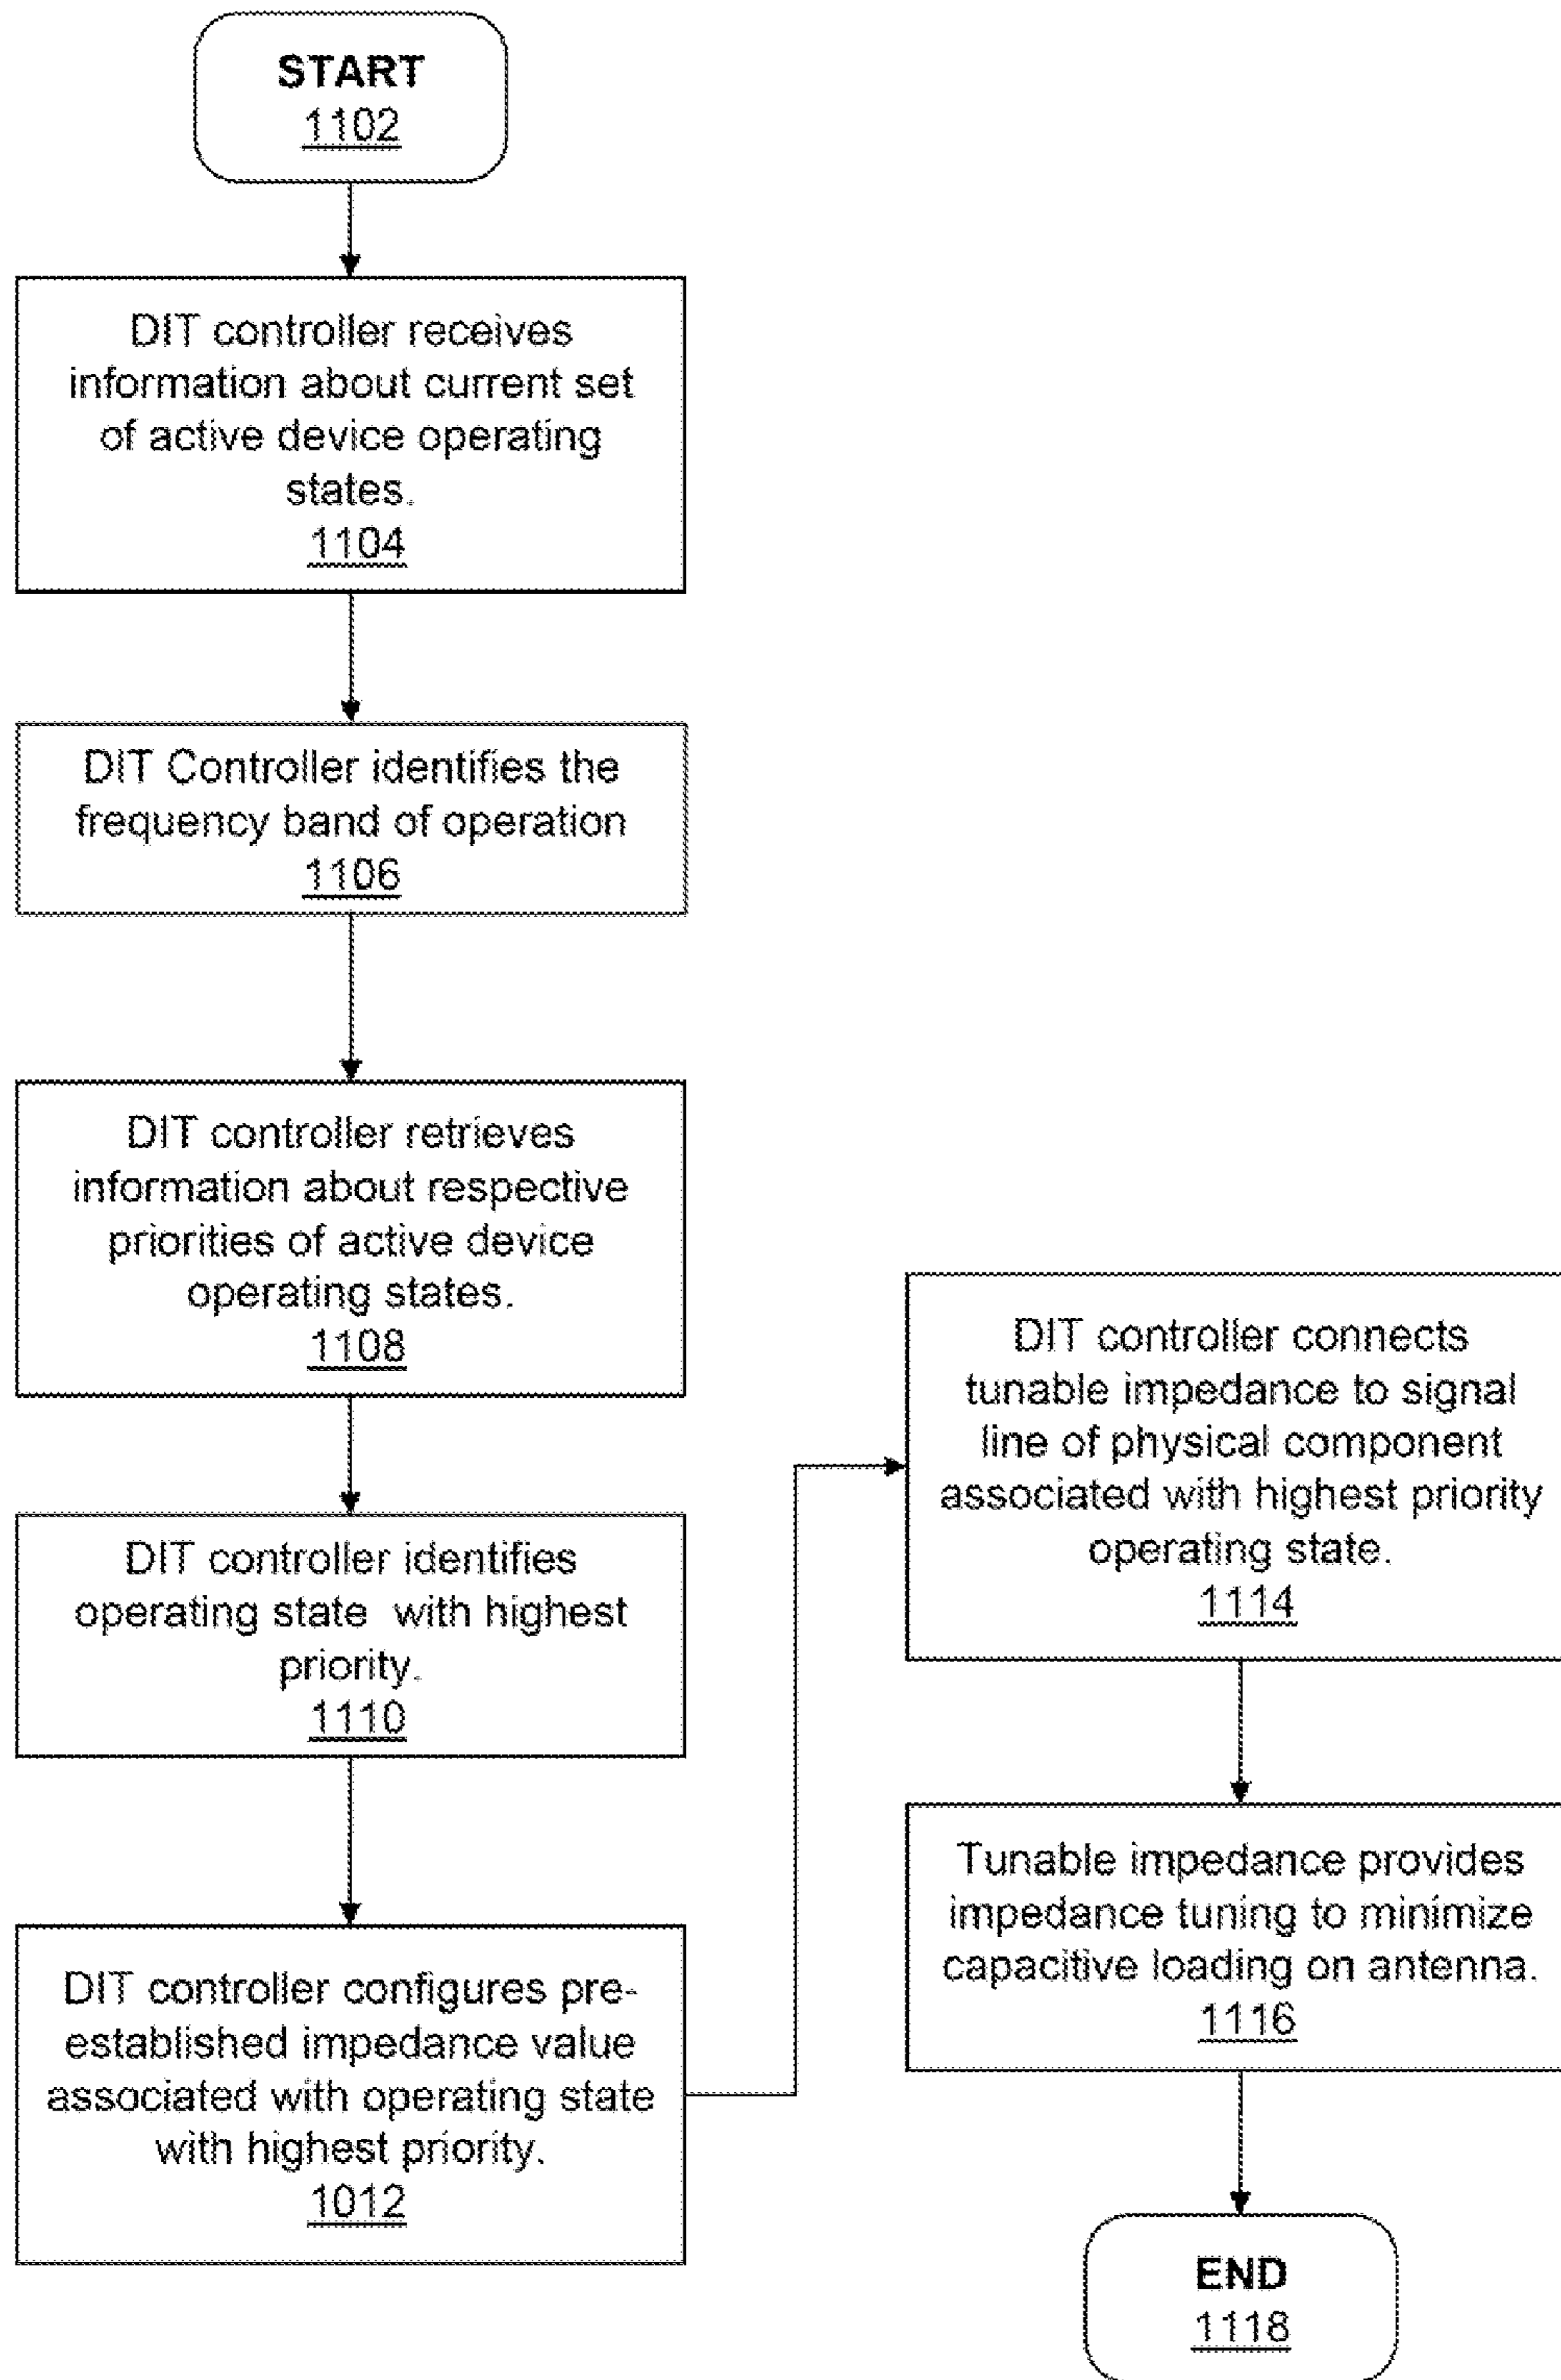 START
1102
DIT controller receives
information about current set
of active device operating
states.
1104
DIT Controller identifies the
frequency band of operation
1106
DIT controller retrieves
information about respective
priorities of active device
operating states.
1108
DIT controller identifies
operating state with highest
priority.
1110
DIT controller configures pre-
established impedance value
associated with operating state
with highest priority.
1012
DIT controller connects
tunable impedance to signal
line of physical component
associated with highest priority
operating state.
1114
Tunable impedance provides
impedance tuning to minimize
capacitive loading on antenna.
1116
END
1118